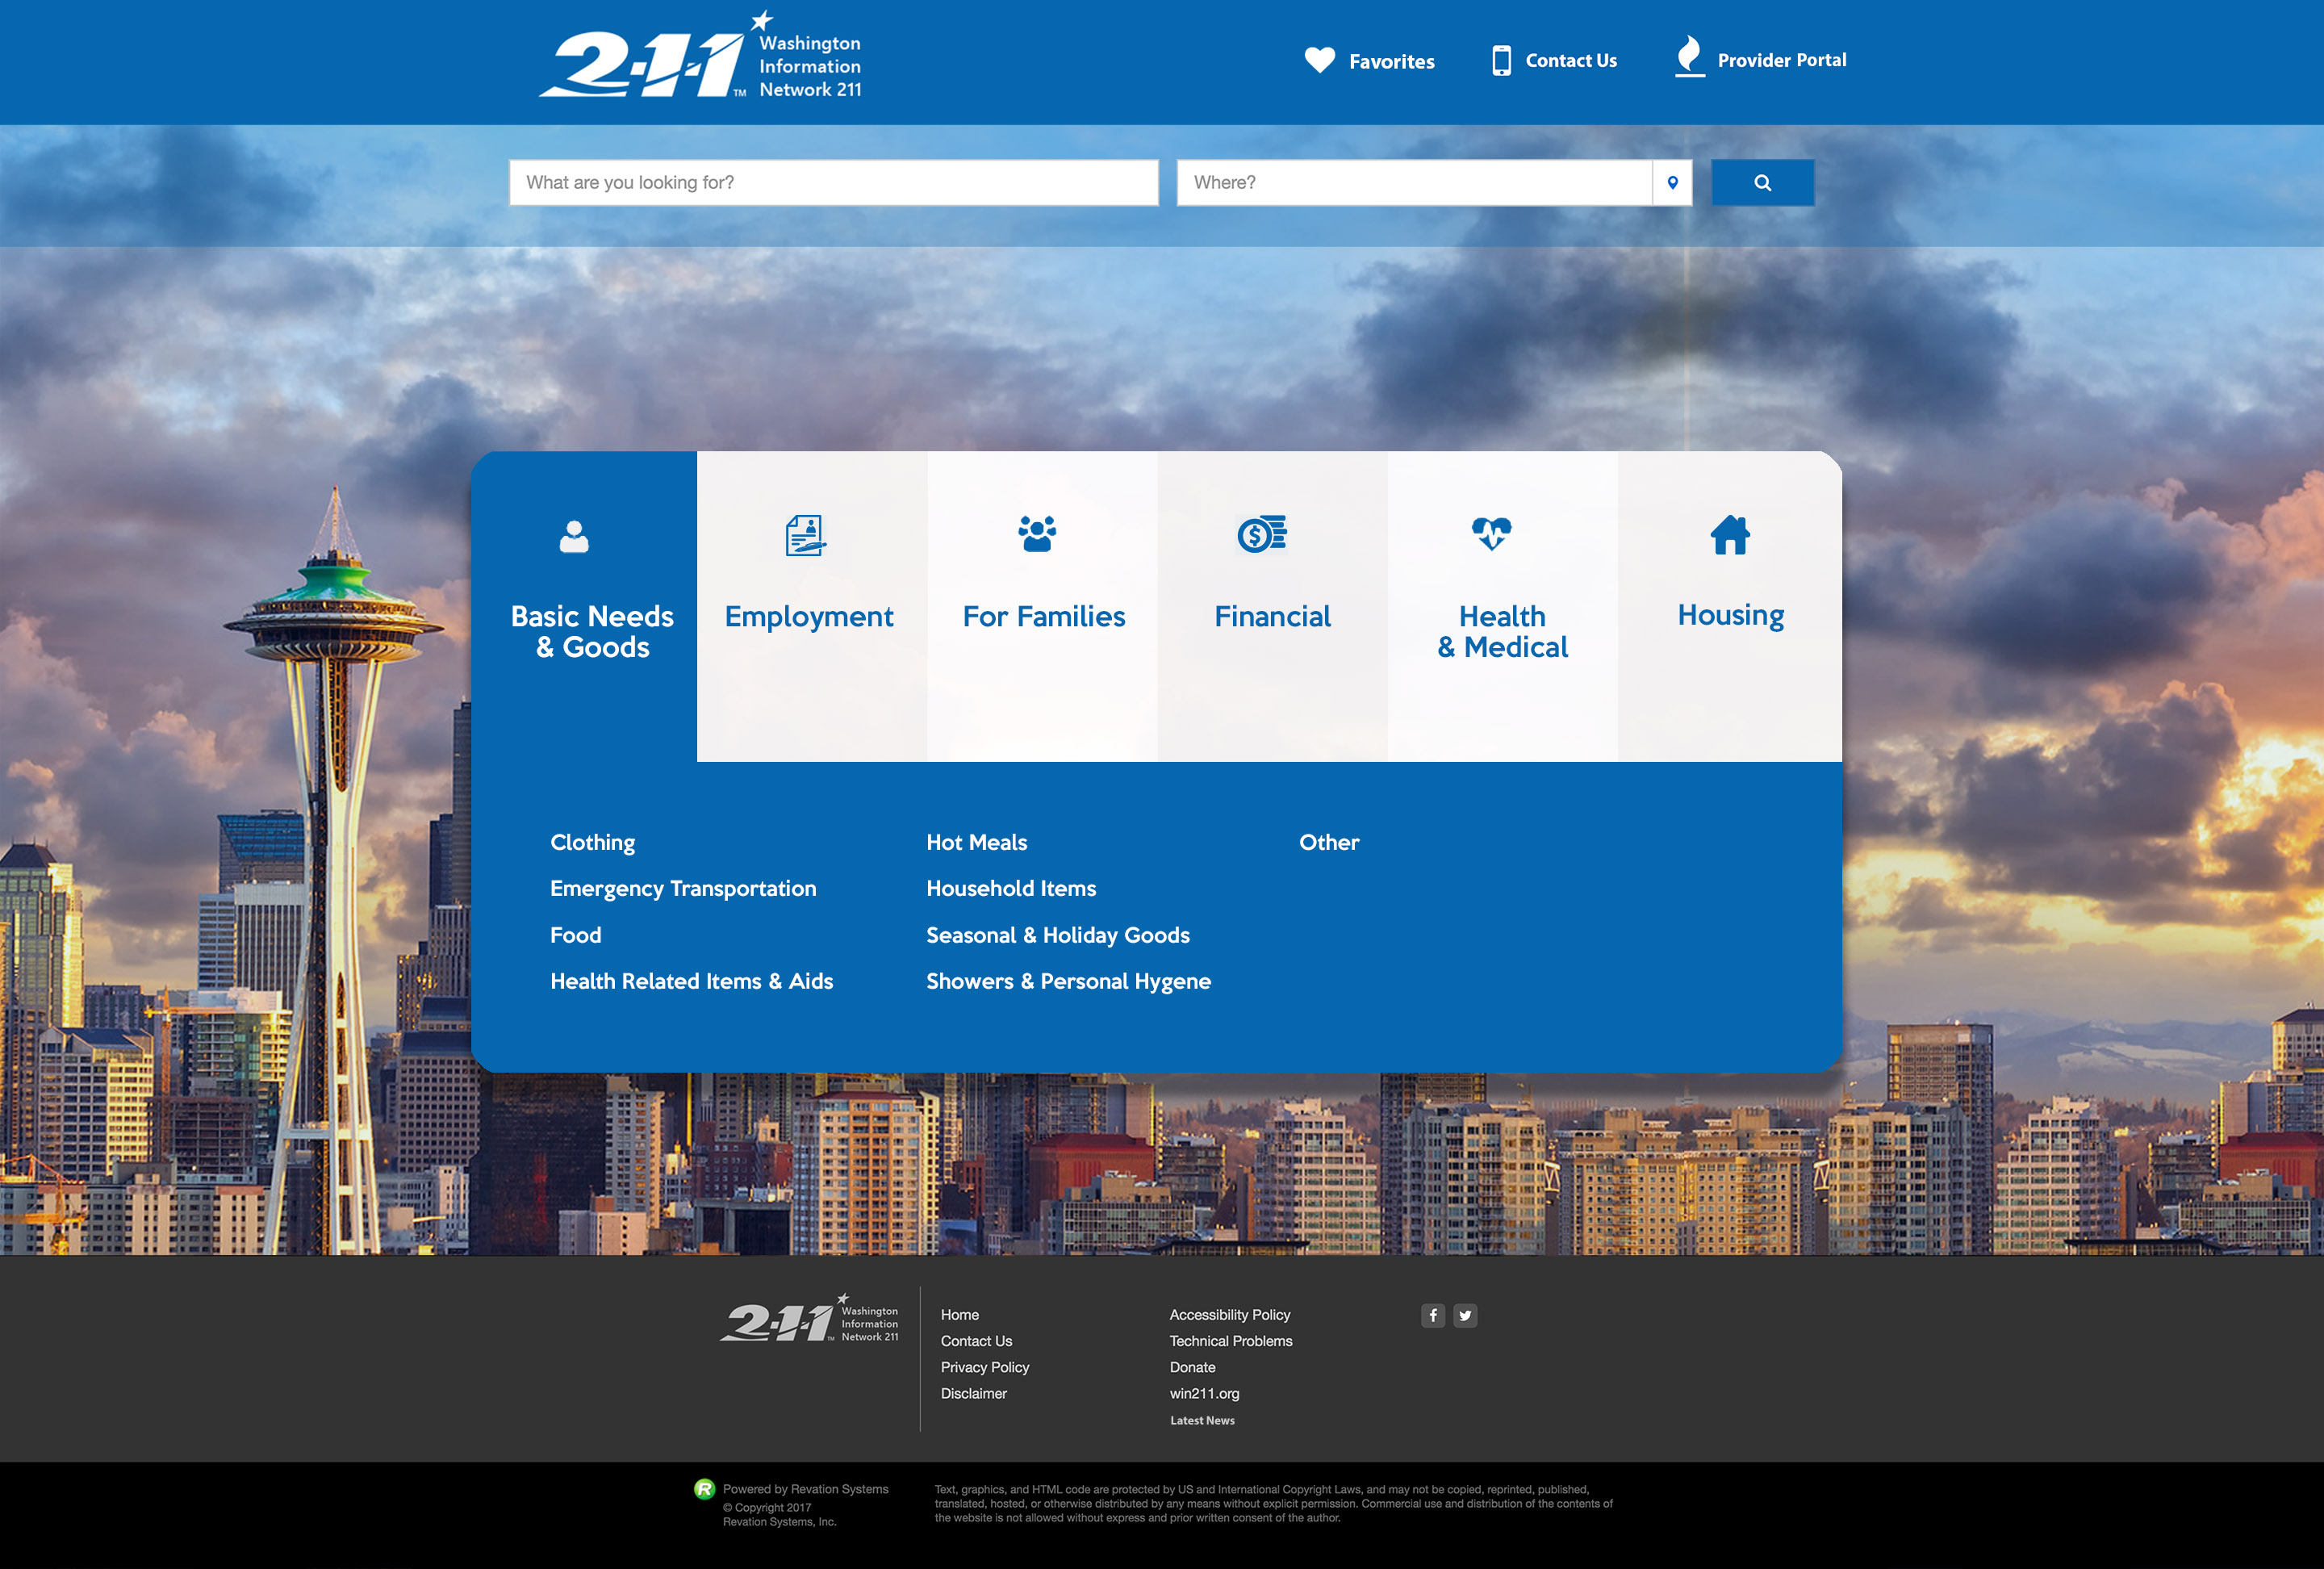 2-1-1 TM
Washington
Information
Network 211
Favorites
Contact Us
Provider Portal
What are you looking for?
Where?
Basic Needs
& Goods
Employment
For Families
Financial
Health
& Medical
Housing
Clothing
Emergency Transportation
Food
Health Related Items & Aids
Hot Meals
Household Items
Seasonal & Holiday Goods
Showers & Personal Hygene
Other
2-1-1 TM
Washington
Information
Network 211
Home
Contact Us
Privacy Policy
Disclaimer
Accessibility Policy
Technical Problems
Donate
win211.org
Latest News
R
Powered by Revation Systems
© Copyright 2017
Revation Systems, Inc.
Text, graphics, and HTML code are protected by US and International Copyright Laws, and may not be copied, reprinted, published,
translated, hosted, or otherwise distributed by any means without explicit permission. Commercial use and distribution of the contents of
the website is not allowed without express and prior written consent of the author.